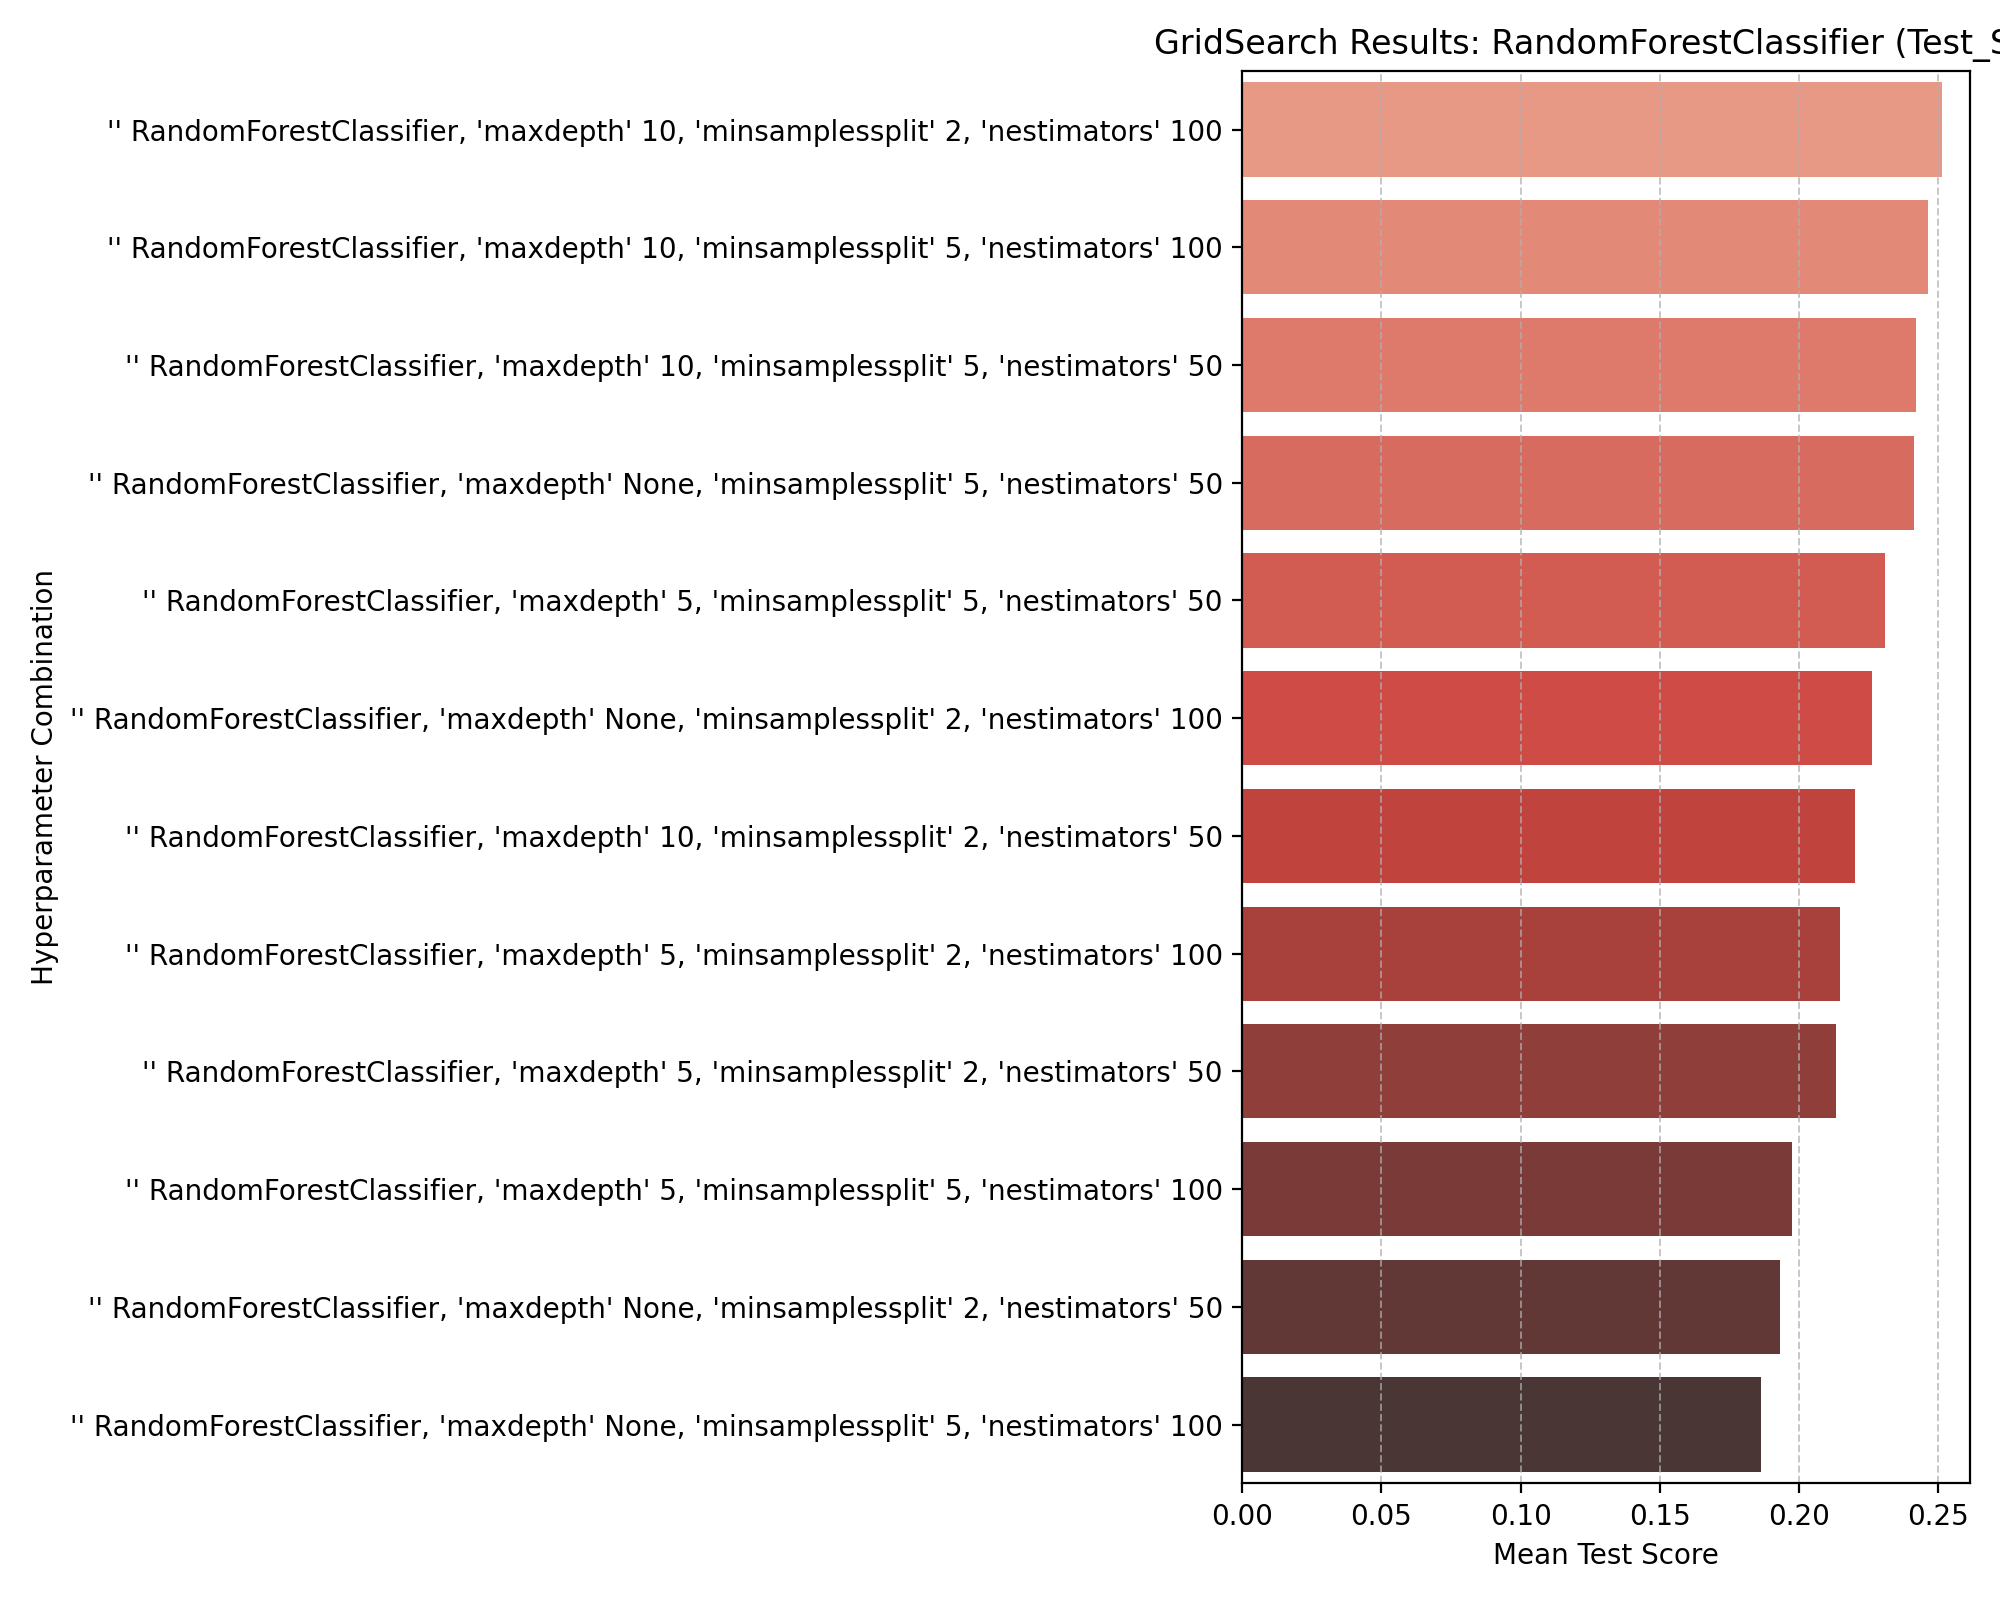 GridSearch Results: RandomForestClassifier (Test_S
'' RandomForestClassifier, 'maxdepth' 10, 'minsamplessplit' 2, 'nestimators' 100
'' RandomForestClassifier, 'maxdepth' 10, 'minsamplessplit' 5, 'nestimators' 100
'' RandomForestClassifier, 'maxdepth' 10, 'minsamplessplit' 5, 'nestimators' 50
'' RandomForestClassifier, 'maxdepth' None, 'minsamplessplit' 5, 'nestimators' 50
'' RandomForestClassifier, 'maxdepth' 5, 'minsamplessplit' 5, 'nestimators' 50
'' RandomForestClassifier, 'maxdepth' None, 'minsamplessplit' 2, 'nestimators' 100
'' RandomForestClassifier, 'maxdepth' 10, 'minsamplessplit' 2, 'nestimators' 50
'' RandomForestClassifier, 'maxdepth' 5, 'minsamplessplit' 2, 'nestimators' 100
'' RandomForestClassifier, 'maxdepth' 5, 'minsamplessplit' 2, 'nestimators' 50
'' RandomForestClassifier, 'maxdepth' 5, 'minsamplessplit' 5, 'nestimators' 100
'' RandomForestClassifier, 'maxdepth' None, 'minsamplessplit' 2, 'nestimators' 50
'' RandomForestClassifier, 'maxdepth' None, 'minsamplessplit' 5, 'nestimators' 100
Hyperparameter Combination
0.00 0.05 0.10 0.15 0.20 0.25
Mean Test Score